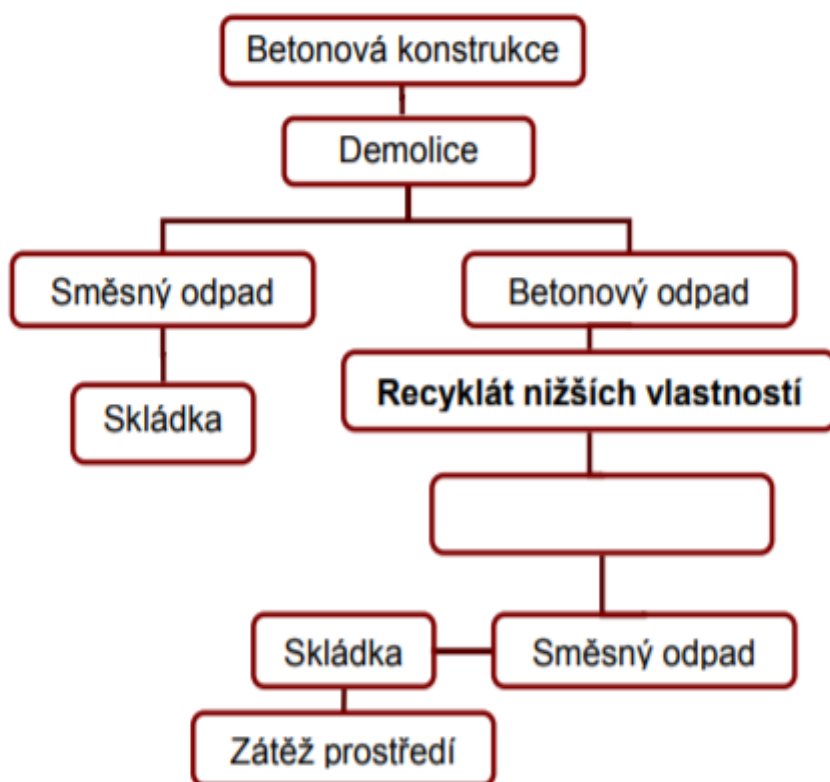 Betonová konstrukce
Demolice
Směsný odpad
Betonový odpad
Skládka
Recyklát nižších vlastností
Skládka
Směsný odpad
Zátěž prostředí